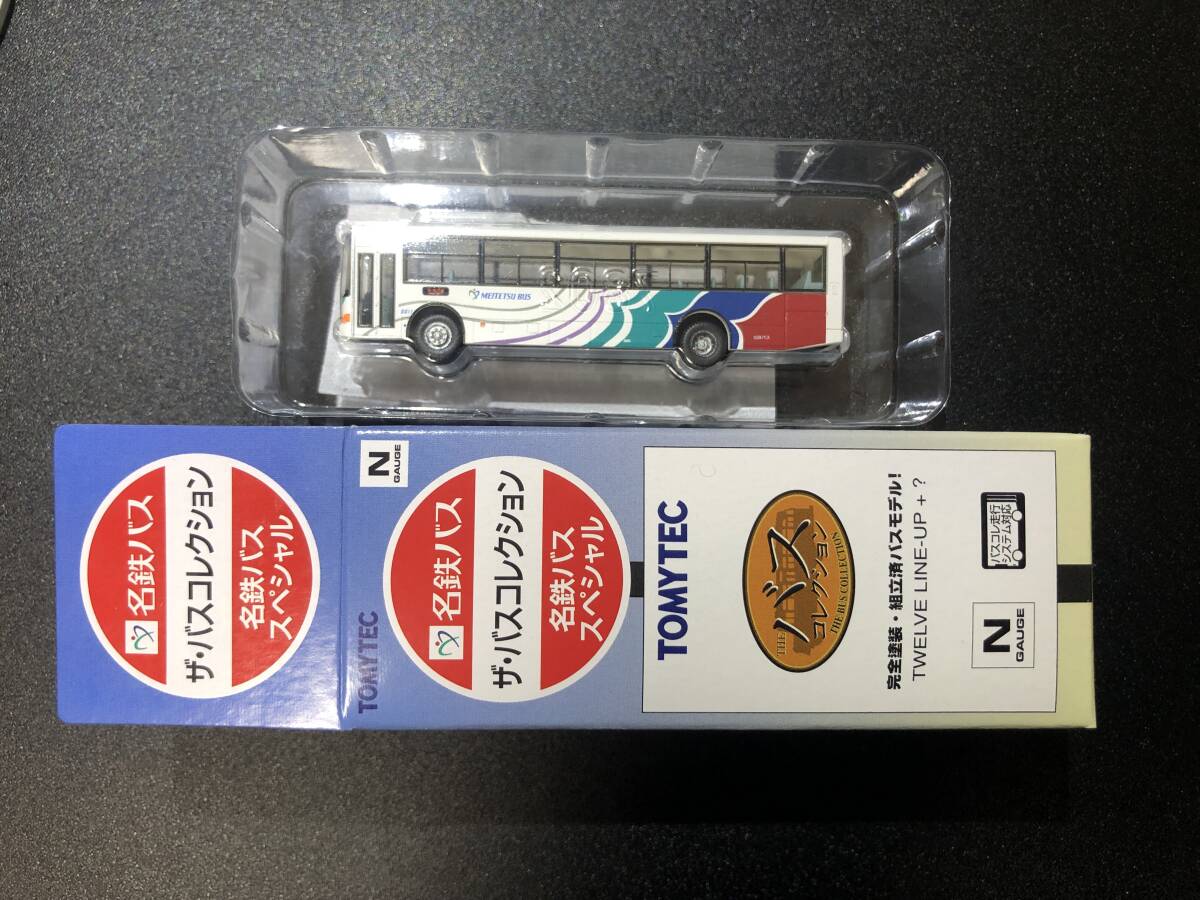 MEITETSU BUS
名鉄バス
ザ・バスコレクション
名鉄バス
スペシャル
N
GAUGE
名鉄バス
ザ・バスコレクション
名鉄バス
スペシャル
TOMYTEC
TOMYTEC
THE
バス
コレクション
THE BUS COLLECTION
完全塗装・組立済バスモデル!
TWELVE LINE-UP + ?
バスコレ走行
システム対応
N
GAUGE